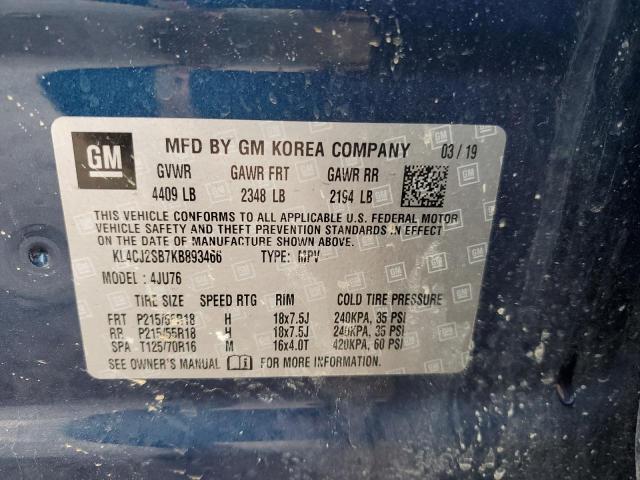 GM MFD BY GM KOREA COMPANY 03/19
GVWR GAWR FRT GAWR RR
4409 LB 2348 LB 2194 LB
THIS VEHICLE CONFORMS TO ALL APPLICABLE U.S. FEDERAL MOTOR
VEHICLE SAFETY AND THEFT PREVENTION STANDARDS IN EFFECT
ON THE DATE OF MANUFACTURE SHOWN ABOVE.
KL4CJ2SB7KB893466 TYPE: MPV
MODEL: 4JU76
TIRE SIZE SPEED RTG RIM COLD TIRE PRESSURE
FRT P215/55R18 H 18x7.5J 240KPA, 35 PSI
RR P215/55R18 H 18x7.5J 240KPA, 35 PSI
SPA T125/70R16 M 16x4.0T 420KPA, 60 PSI
SEE OWNER'S MANUAL FOR MORE INFORMATION.